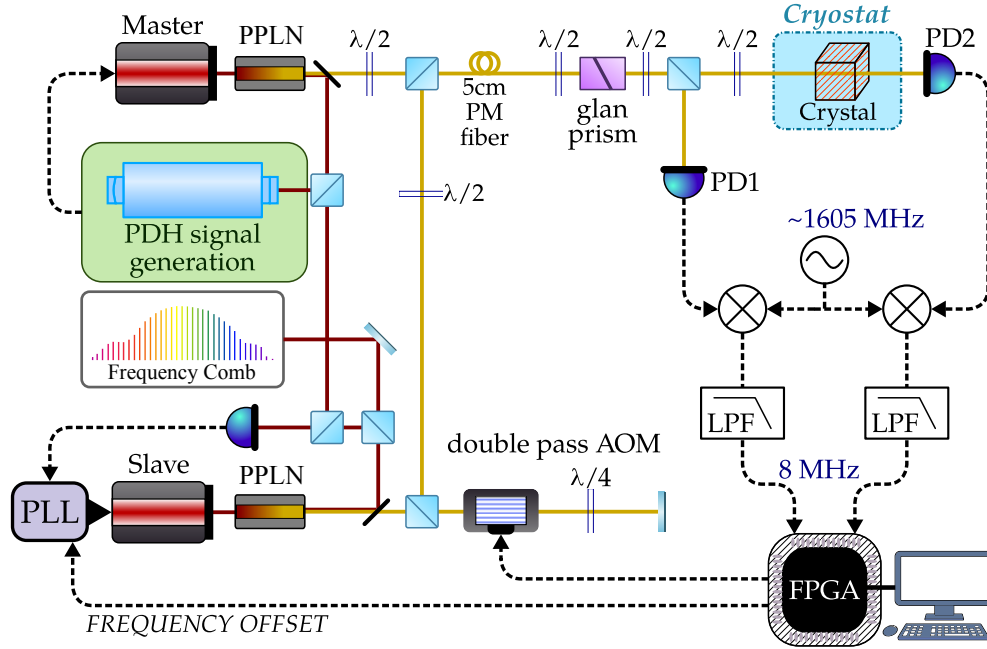 Master
PPLN
λ/2
λ/2
λ/2
λ/2
Cryostat
PD2
5cm
PM
fiber
glan
prism
Crystal
λ/2
PD1
PDH signal
generation
~1605 MHz
Frequency Comb
LPF
LPF
Slave
PPLN
double pass AOM
λ/4
8 MHz
PLL
FPGA
FREQUENCY OFFSET